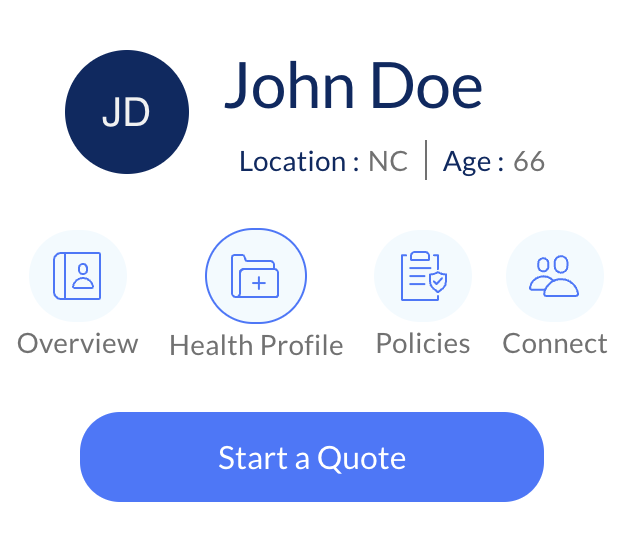 JD
John Doe
Location : NC | Age : 66
Overview
Health Profile
Policies
Connect
Start a Quote